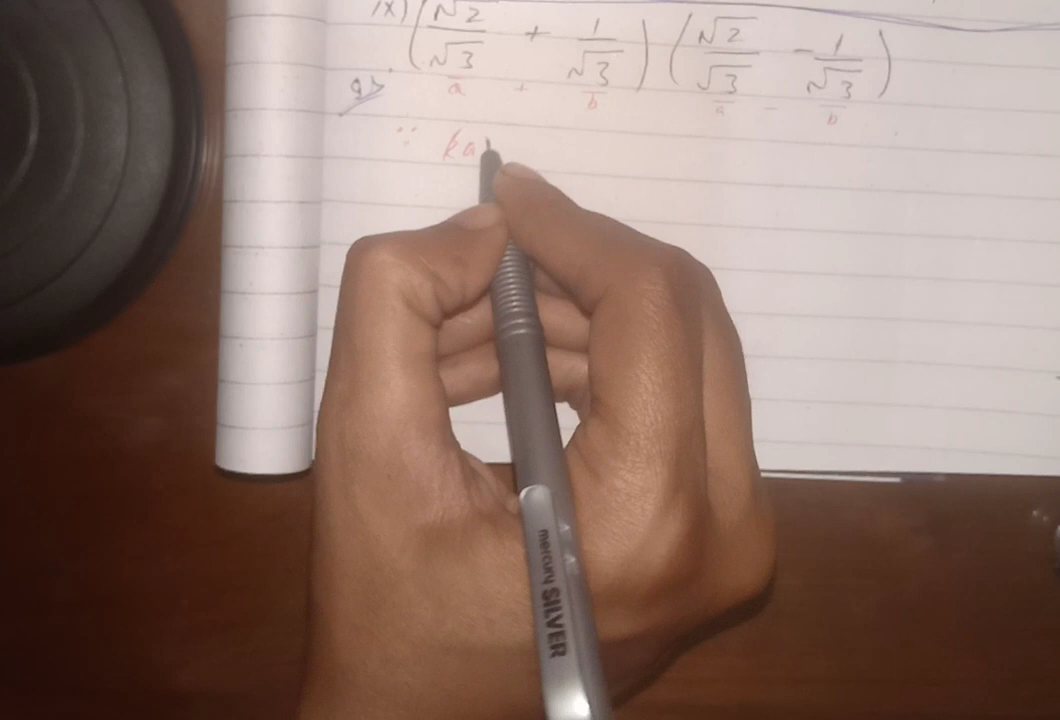 ix) (√2/√3 + 1/√3) (√2/√3 - 1/√3)
a + b a - b
∵ ka
mercury SILVER